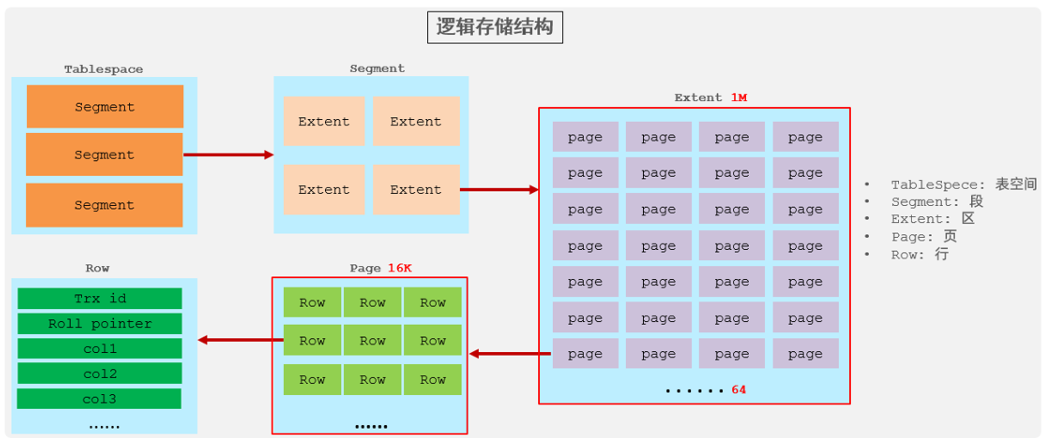 逻辑存储结构
Tablespace
Segment
Segment
Segment
Segment
Extent Extent
Extent Extent
Extent 1M
page page page page
page page page page
page page page page
page page page page
page page page page
page page page page
page page page page
······ 64
• TableSpece: 表空间
• Segment: 段
• Extent: 区
• Page: 页
• Row: 行
Row
Trx id
Roll pointer
col1
col2
col3
······
Page 16K
Row Row Row
Row Row Row
Row Row Row
······